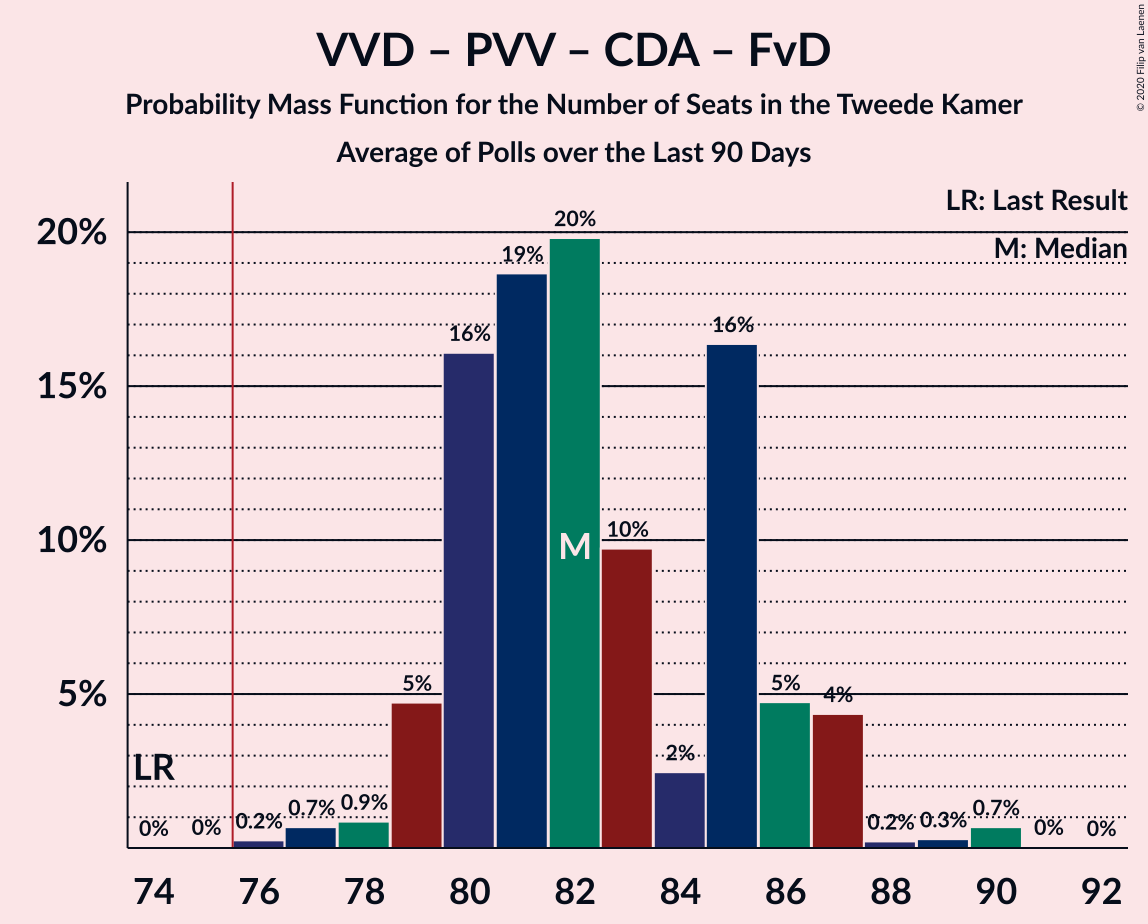 VVD – PVV – CDA – FvD
Probability Mass Function for the Number of Seats in the Tweede Kamer
Average of Polls over the Last 90 Days
© 2020 Filip van Laenen
LR: Last Result
M: Median
20%
15%
10%
5%
LR
0%
0%
0.2%
0.7%
0.9%
5%
16%
19%
20%
M
10%
2%
16%
5%
4%
0.2%
0.3%
0.7%
0%
0%
74 76 78 80 82 84 86 88 90 92